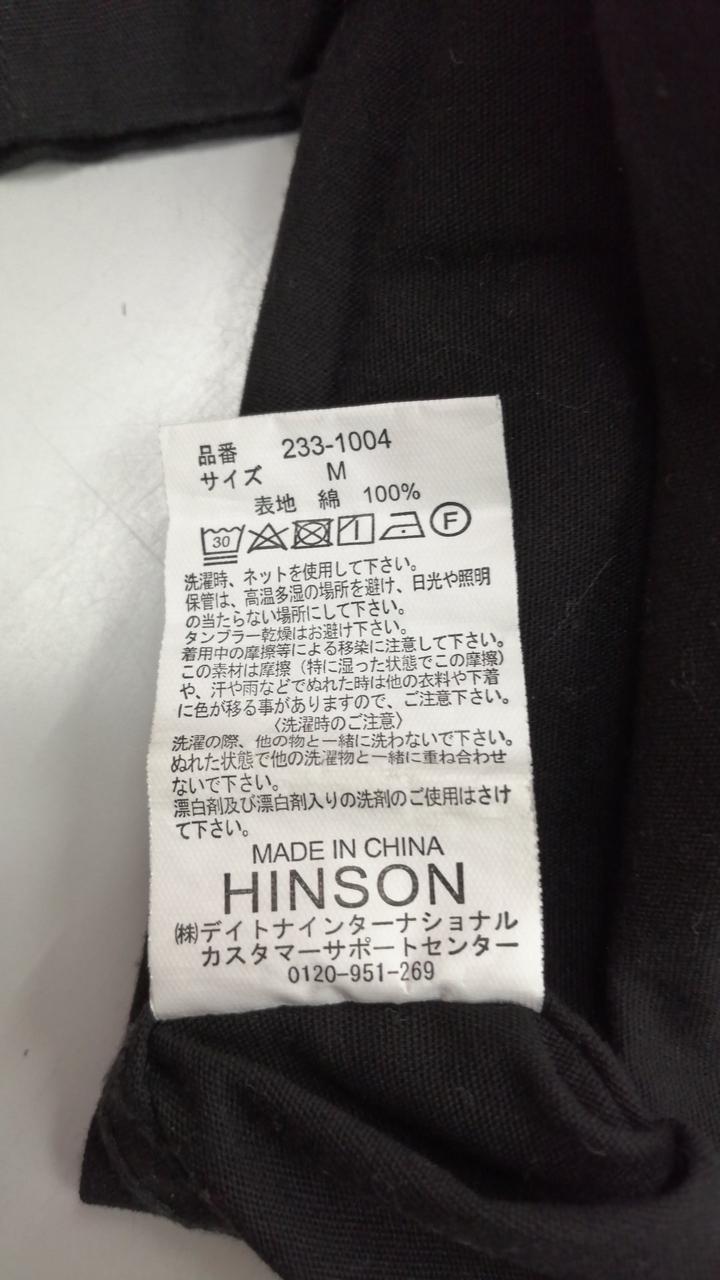 品番 233-1004
サイズ M
表地 綿 100%
30 F
洗濯時、ネットを使用して下さい。
保管は、高温多湿の場所を避け、日光や照明
の当たらない場所にして下さい。
タンブラー乾燥はお避け下さい。
着用中の摩擦等による移染に注意して下さい。
この素材は摩擦（特に湿った状態でこの摩擦）
や、汗や雨などでぬれた時は他の衣料や下着
に色が移る事がありますので、ご注意下さい。
〈洗濯時のご注意〉
洗濯の際、他の物と一緒に洗わないで下さい。
ぬれた状態で他の洗濯物と一緒に重ね合わせ
ないで下さい。
漂白剤及び漂白剤入りの洗剤のご使用はさけ
て下さい。
MADE IN CHINA
HINSON
㈱デイトナインターナショナル
カスタマーサポートセンター
0120-951-269